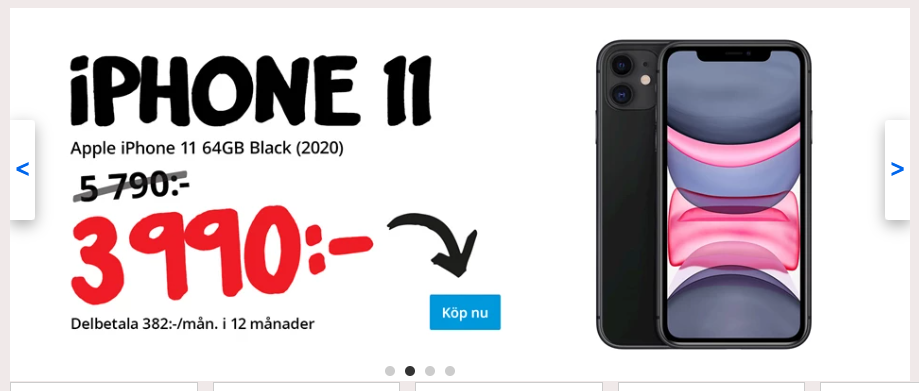 iPHONE 11
Apple iPhone 11 64GB Black (2020)
5 790:-
3990:-
Delbetala 382:-/mån. i 12 månader
Köp nu
<
>